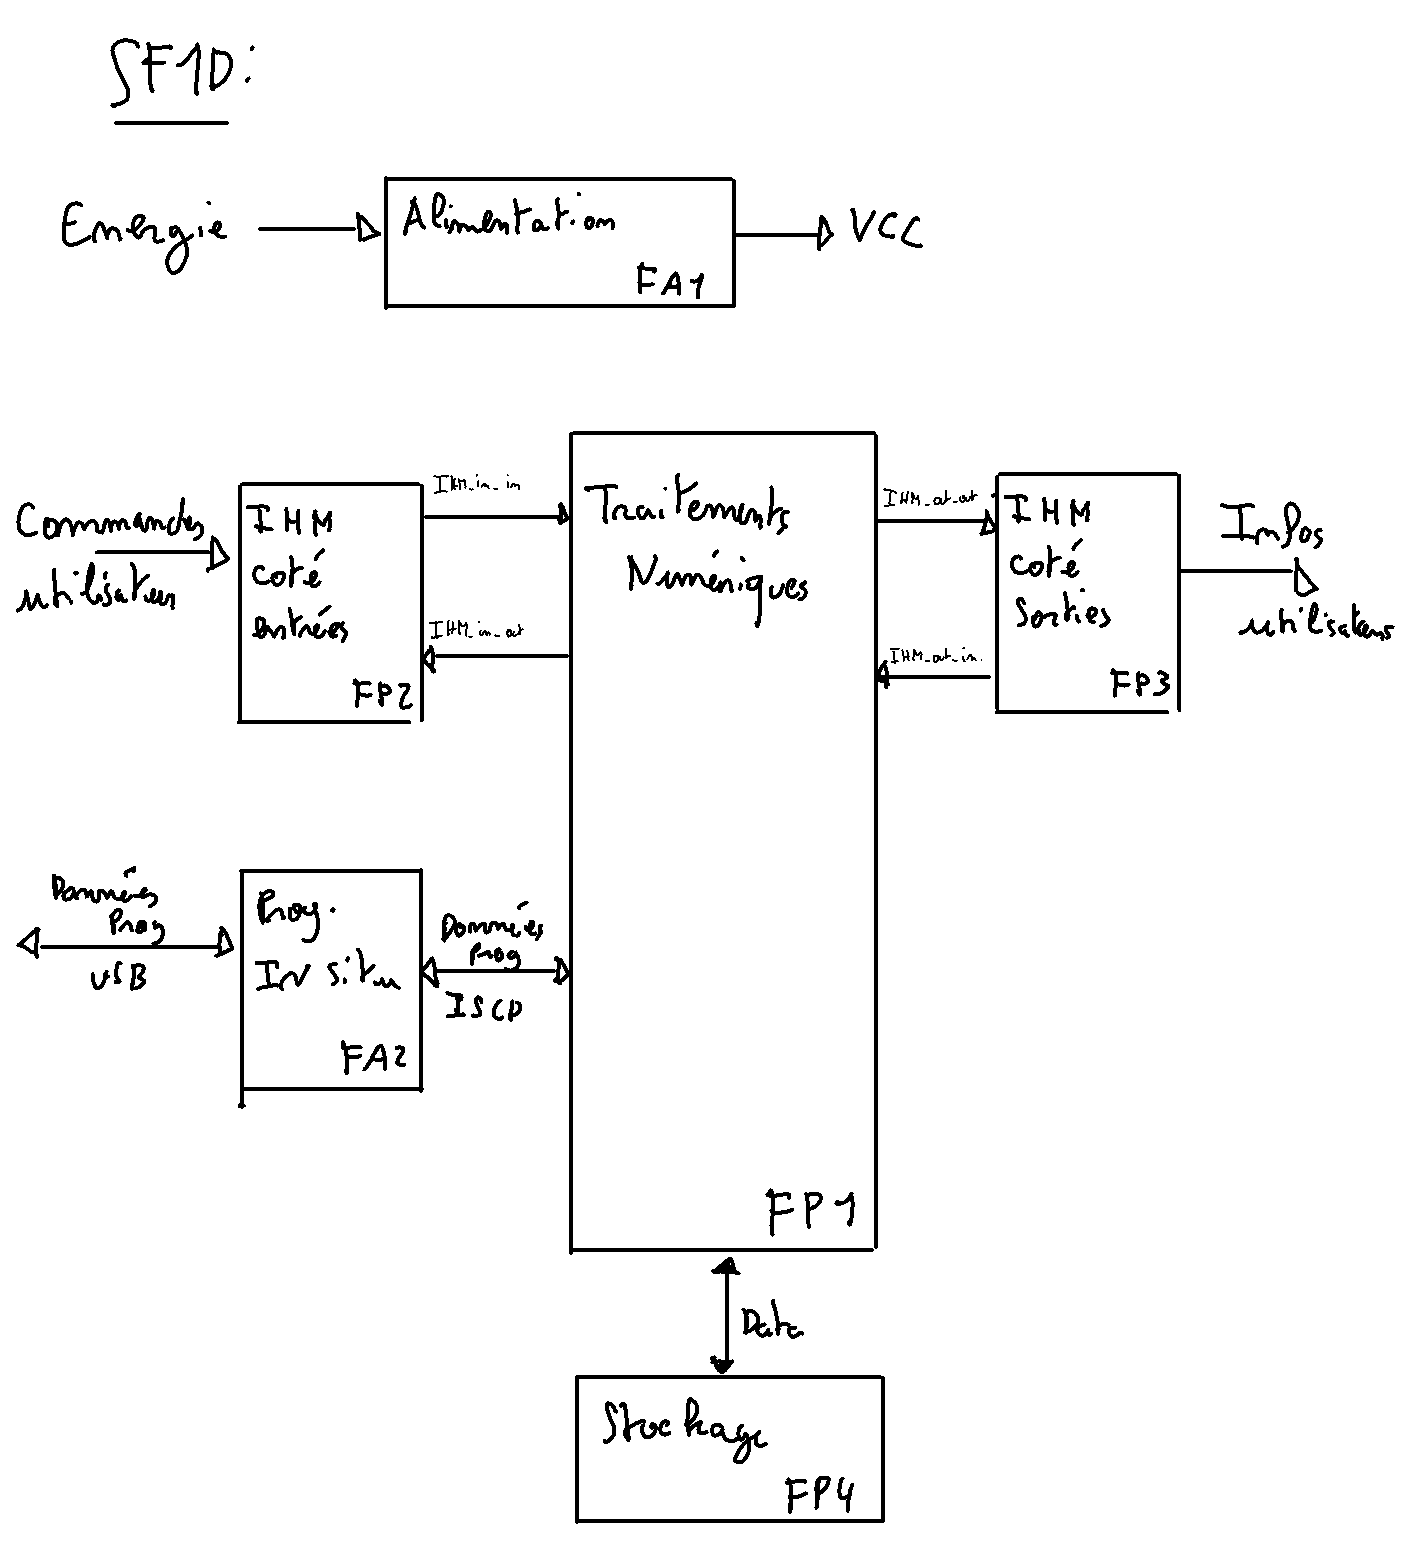 SF1D:
Energie
Alimentation
FA1
VCC
Commandes
utilisateur
IHM
coté
entrées
FP2
IHM_in_in
IHM_in_out
Traitements
Numériques
FP1
IHM_out_out
IHM_out_in
IHM
coté
Sorties
FP3
Infos
utilisateurs
Données
Prog
USB
Prog.
IN situ
FA2
Données
Prog
ISCP
Data
Stockage
FP4